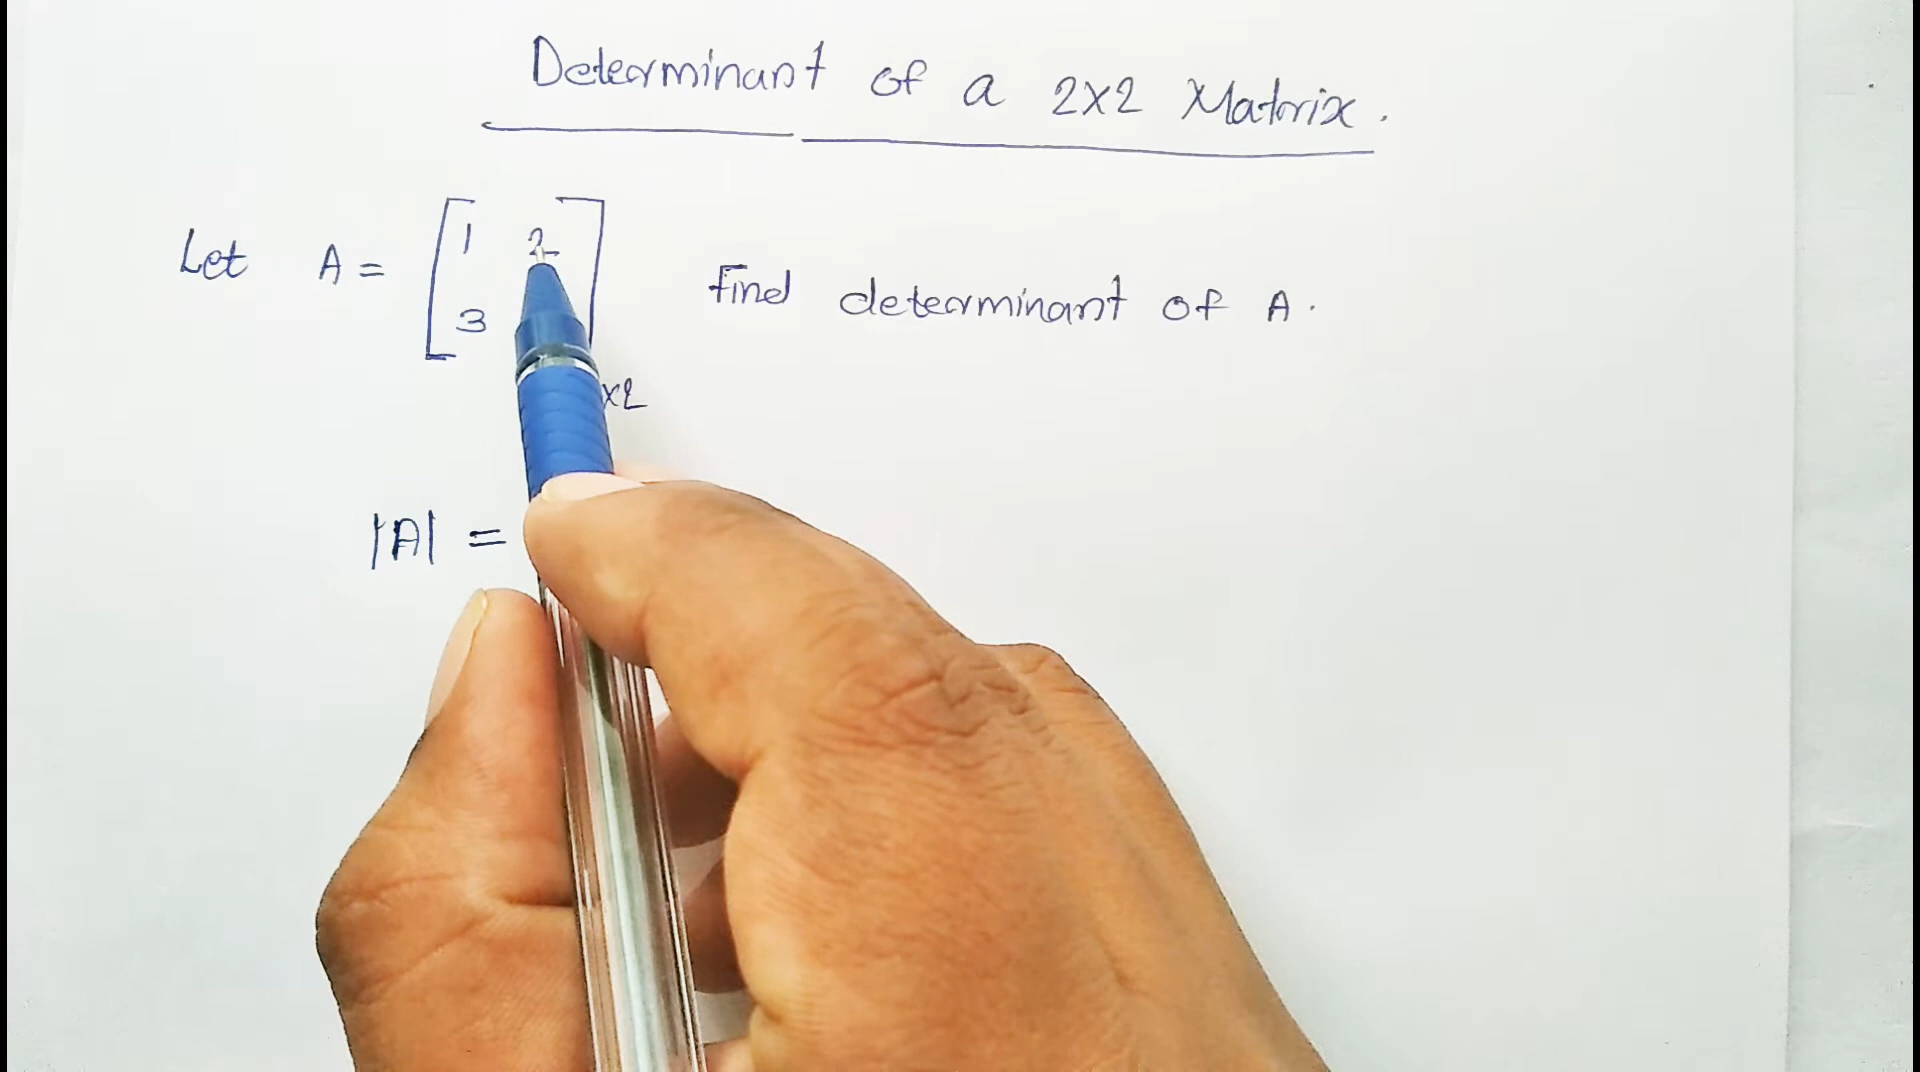 Determinant of a 2x2 Matrix.
Let A = [1 2
3
x2
Find determinant of A.
|A| =